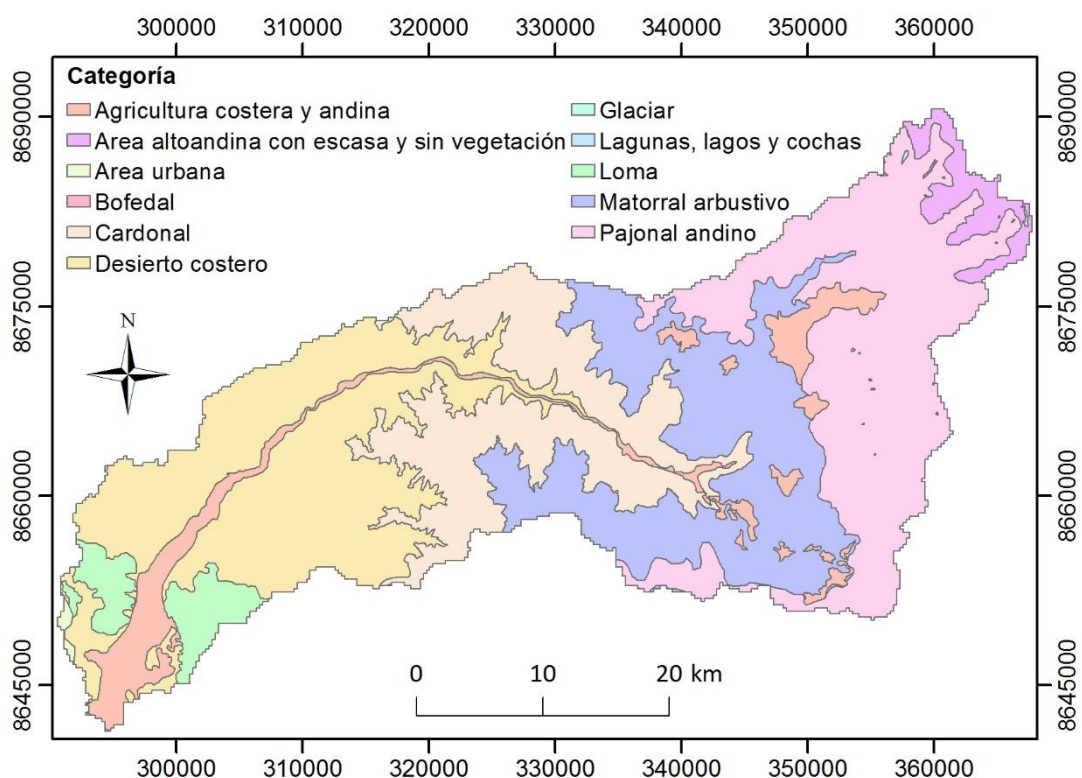 300000 310000 320000 330000 340000 350000 360000
Categoría
Agricultura costera y andina
Area altoandina con escasa y sin vegetación
Area urbana
Bofedal
Cardonal
Desierto costero
Glaciar
Lagunas, lagos y cochas
Loma
Matorral arbustivo
Pajonal andino
8690000
8675000
8660000
8645000
8690000
8675000
8660000
8645000
N
0 10 20 km
300000 310000 320000 330000 340000 350000 360000